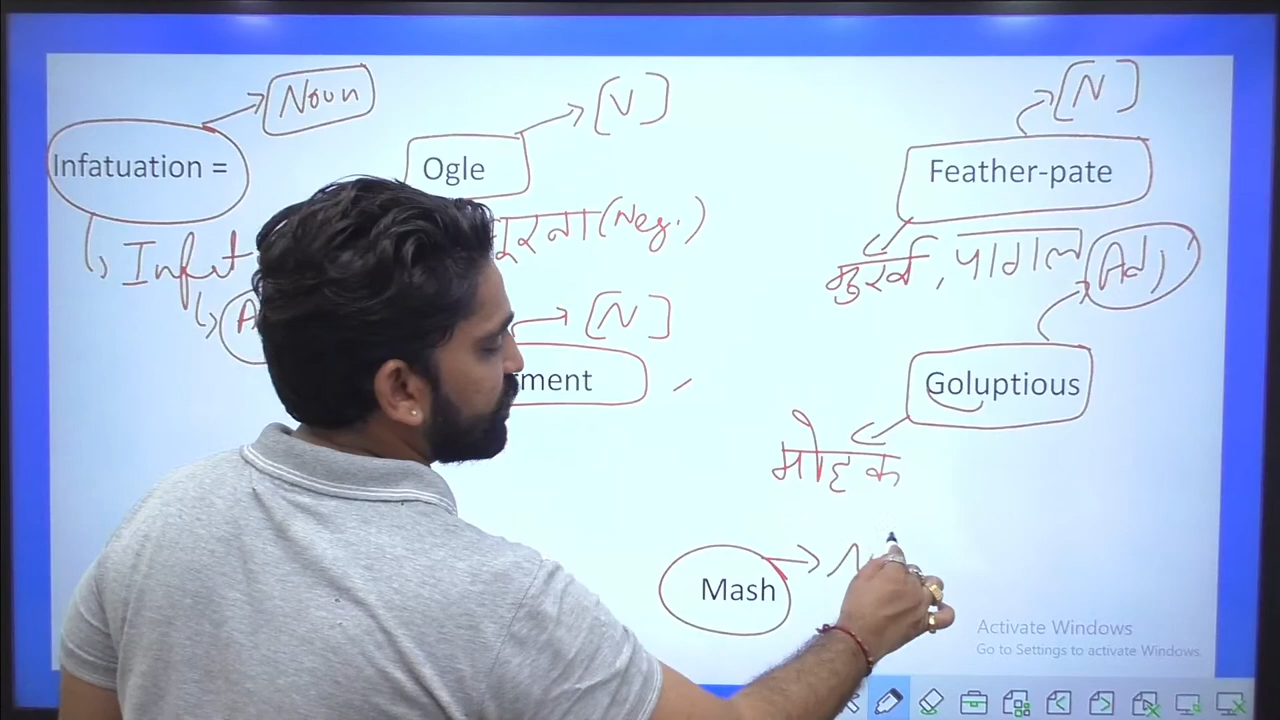 Noun
Infatuation =
[V]
Ogle
[N]
Feather-pate
घूरना (Neg.)
मुर्ख, पागल
Adj
[N]
ment
Goluptious
मोहक
Mash
Activate Windows
Go to Settings to activate Windows.